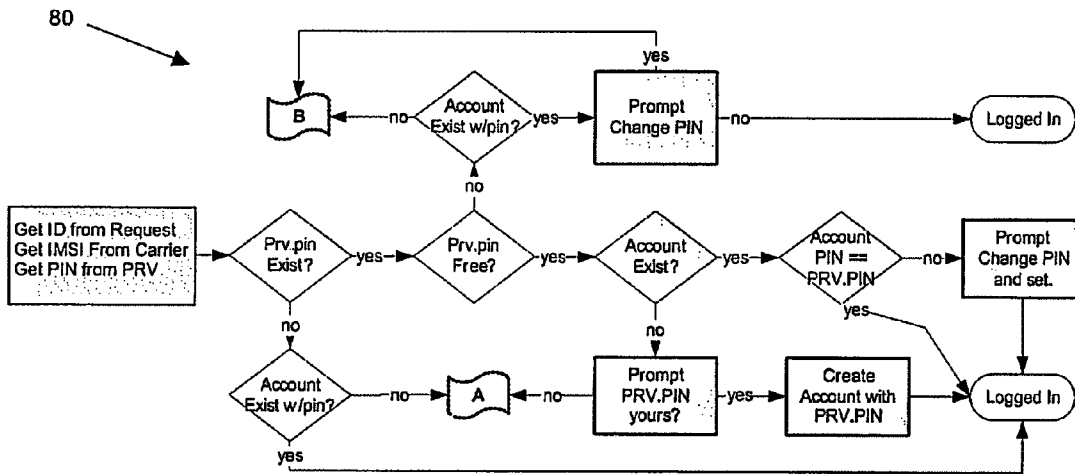 80
yes
B
no
Account
Exist w/pin?
yes
Prompt
Change PIN
no
Logged In
no
Get ID from Request
Get IMSI From Carrier
Get PIN from PRV.
Prv.pin
Exist?
yes
Prv.pin
Free?
yes
Account
Exist?
yes
Account
PIN ==
PRV.PIN
no
Prompt
Change PIN
and set.
yes
no
no
Account
Exist w/pin?
no
A
no
Prompt
PRV.PIN
yours?
yes
Create
Account with
PRV.PIN
Logged In
yes